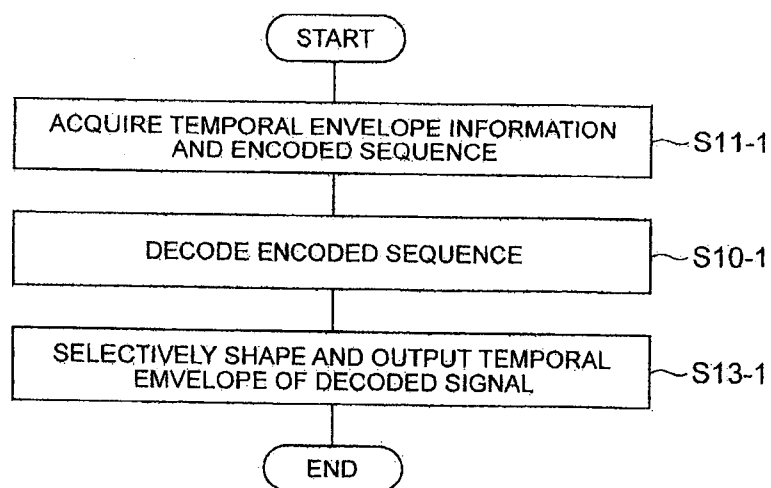 START
ACQUIRE TEMPORAL ENVELOPE INFORMATION
AND ENCODED SEQUENCE
S11-1
DECODE ENCODED SEQUENCE
S10-1
SELECTIVELY SHAPE AND OUTPUT TEMPORAL
EMVELOPE OF DECODED SIGNAL
S13-1
END